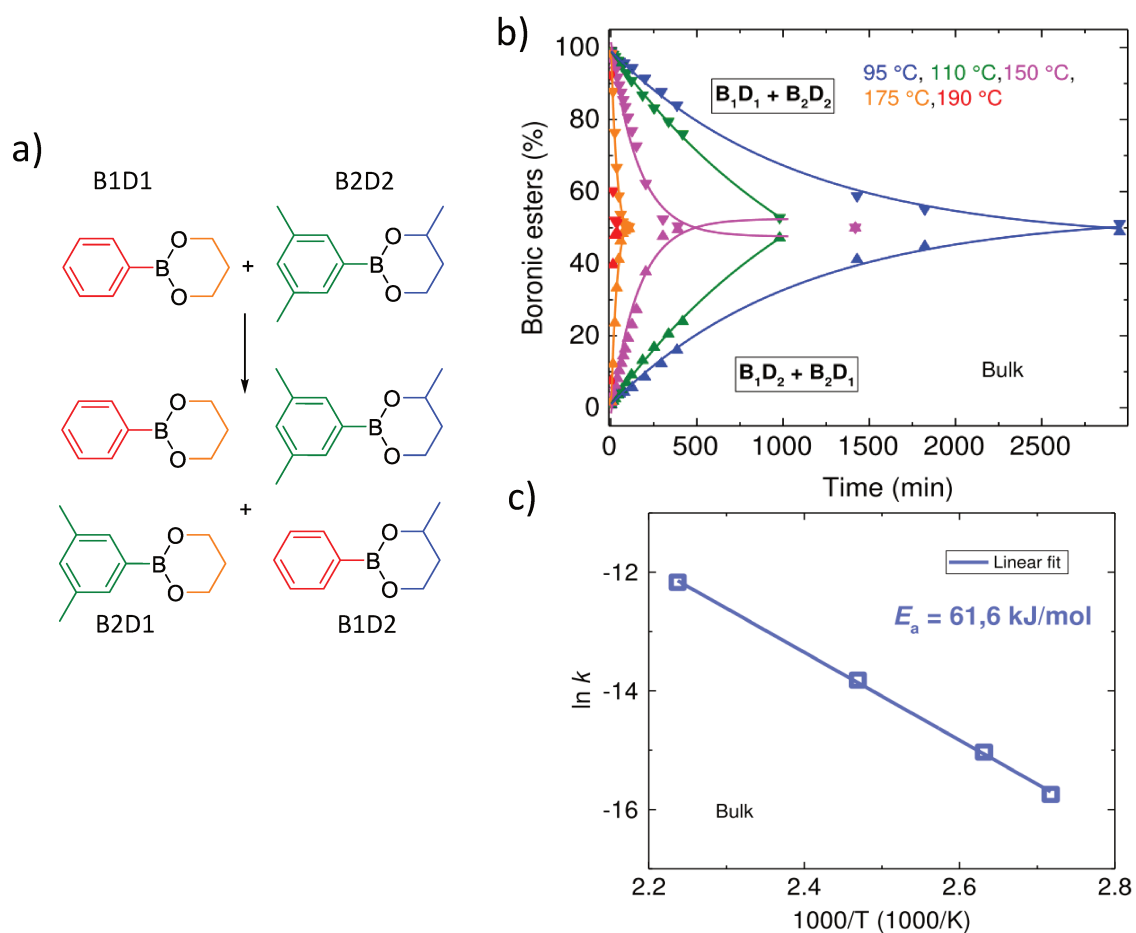 a)
B1D1
B2D2
O
B
O
+
O
B
O
O
B
O
O
B
O
+
O
B
O
O
B
O
B2D1
B1D2
b)
Boronic esters (%)
100
80
60
40
20
0
B₁D₁ + B₂D₂
95 °C, 110 °C,150 °C,
175 °C,190 °C
B₁D₂ + B₂D₁
Bulk
0 500 1000 1500 2000 2500
Time (min)
c)
ln k
-12
-14
-16
Linear fit
Eₐ = 61,6 kJ/mol
Bulk
2.2 2.4 2.6 2.8
1000/T (1000/K)